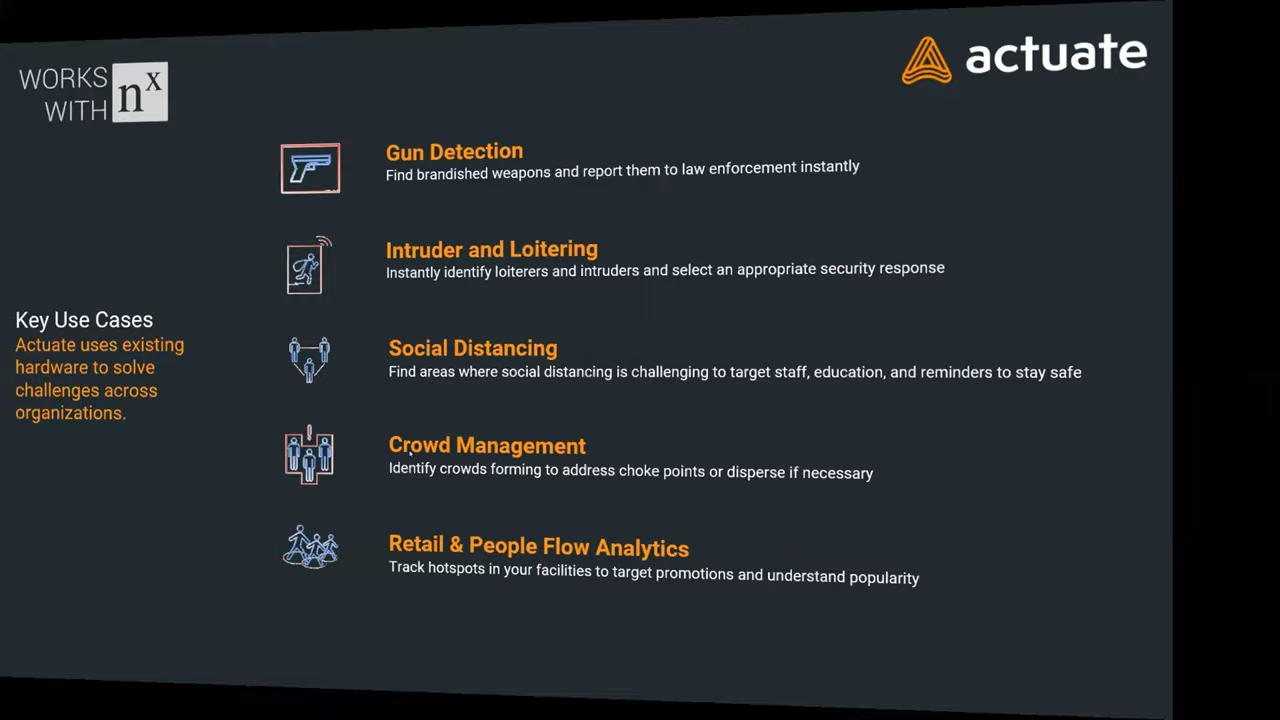 WORKS
WITH nx
actuate
Gun Detection
Find brandished weapons and report them to law enforcement instantly
Intruder and Loitering
Instantly identify loiterers and intruders and select an appropriate security response
Key Use Cases
Actuate uses existing
hardware to solve
challenges across
organizations.
Social Distancing
Find areas where social distancing is challenging to target staff, education, and reminders to stay safe
Crowd Management
Identify crowds forming to address choke points or disperse if necessary
Retail & People Flow Analytics
Track hotspots in your facilities to target promotions and understand popularity